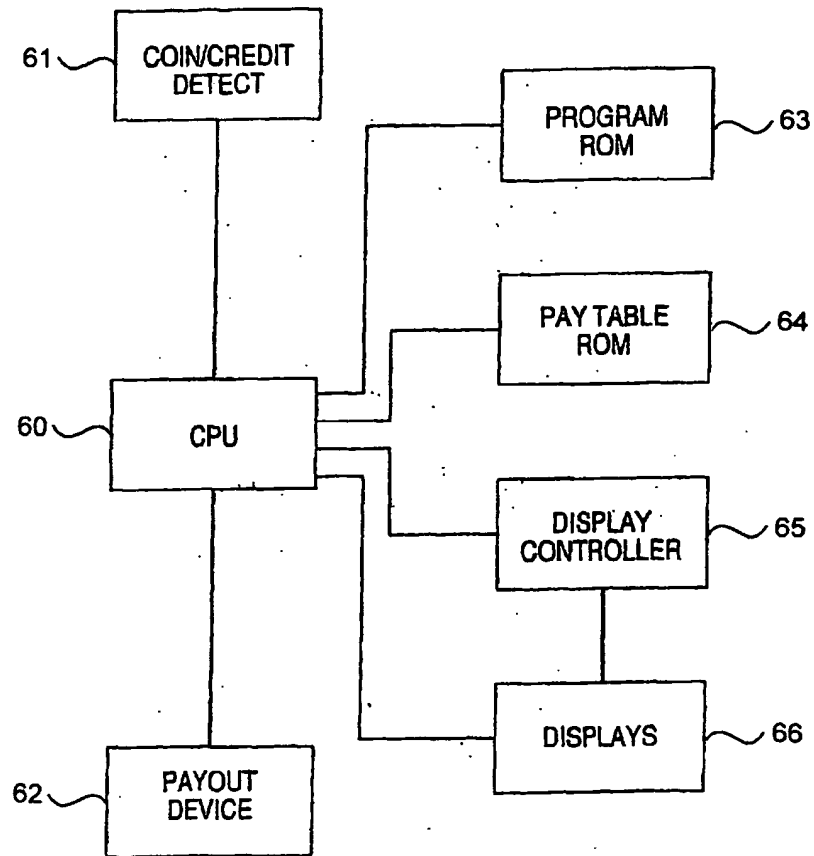 61
COIN/CREDIT
DETECT
PROGRAM
ROM
63
PAY TABLE
ROM
64
60
CPU
DISPLAY
CONTROLLER
65
DISPLAYS
66
62
PAYOUT
DEVICE